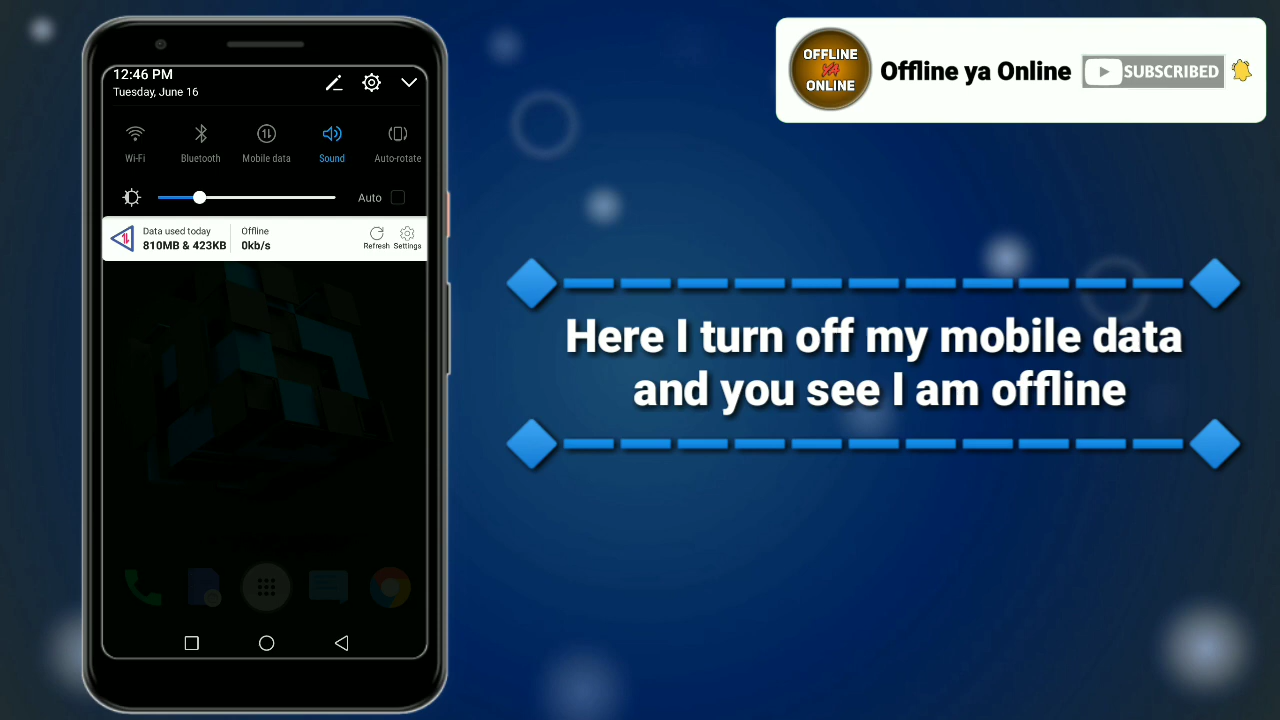 12:46 PM
Tuesday, June 16
Wi-Fi Bluetooth Mobile data Sound Auto-rotate
Auto
Data used today Offline
810MB & 423KB 0kb/s
Refresh Settings
OFFLINE
YA
ONLINE
Offline ya Online
SUBSCRIBED
Here I turn off my mobile data
and you see I am offline